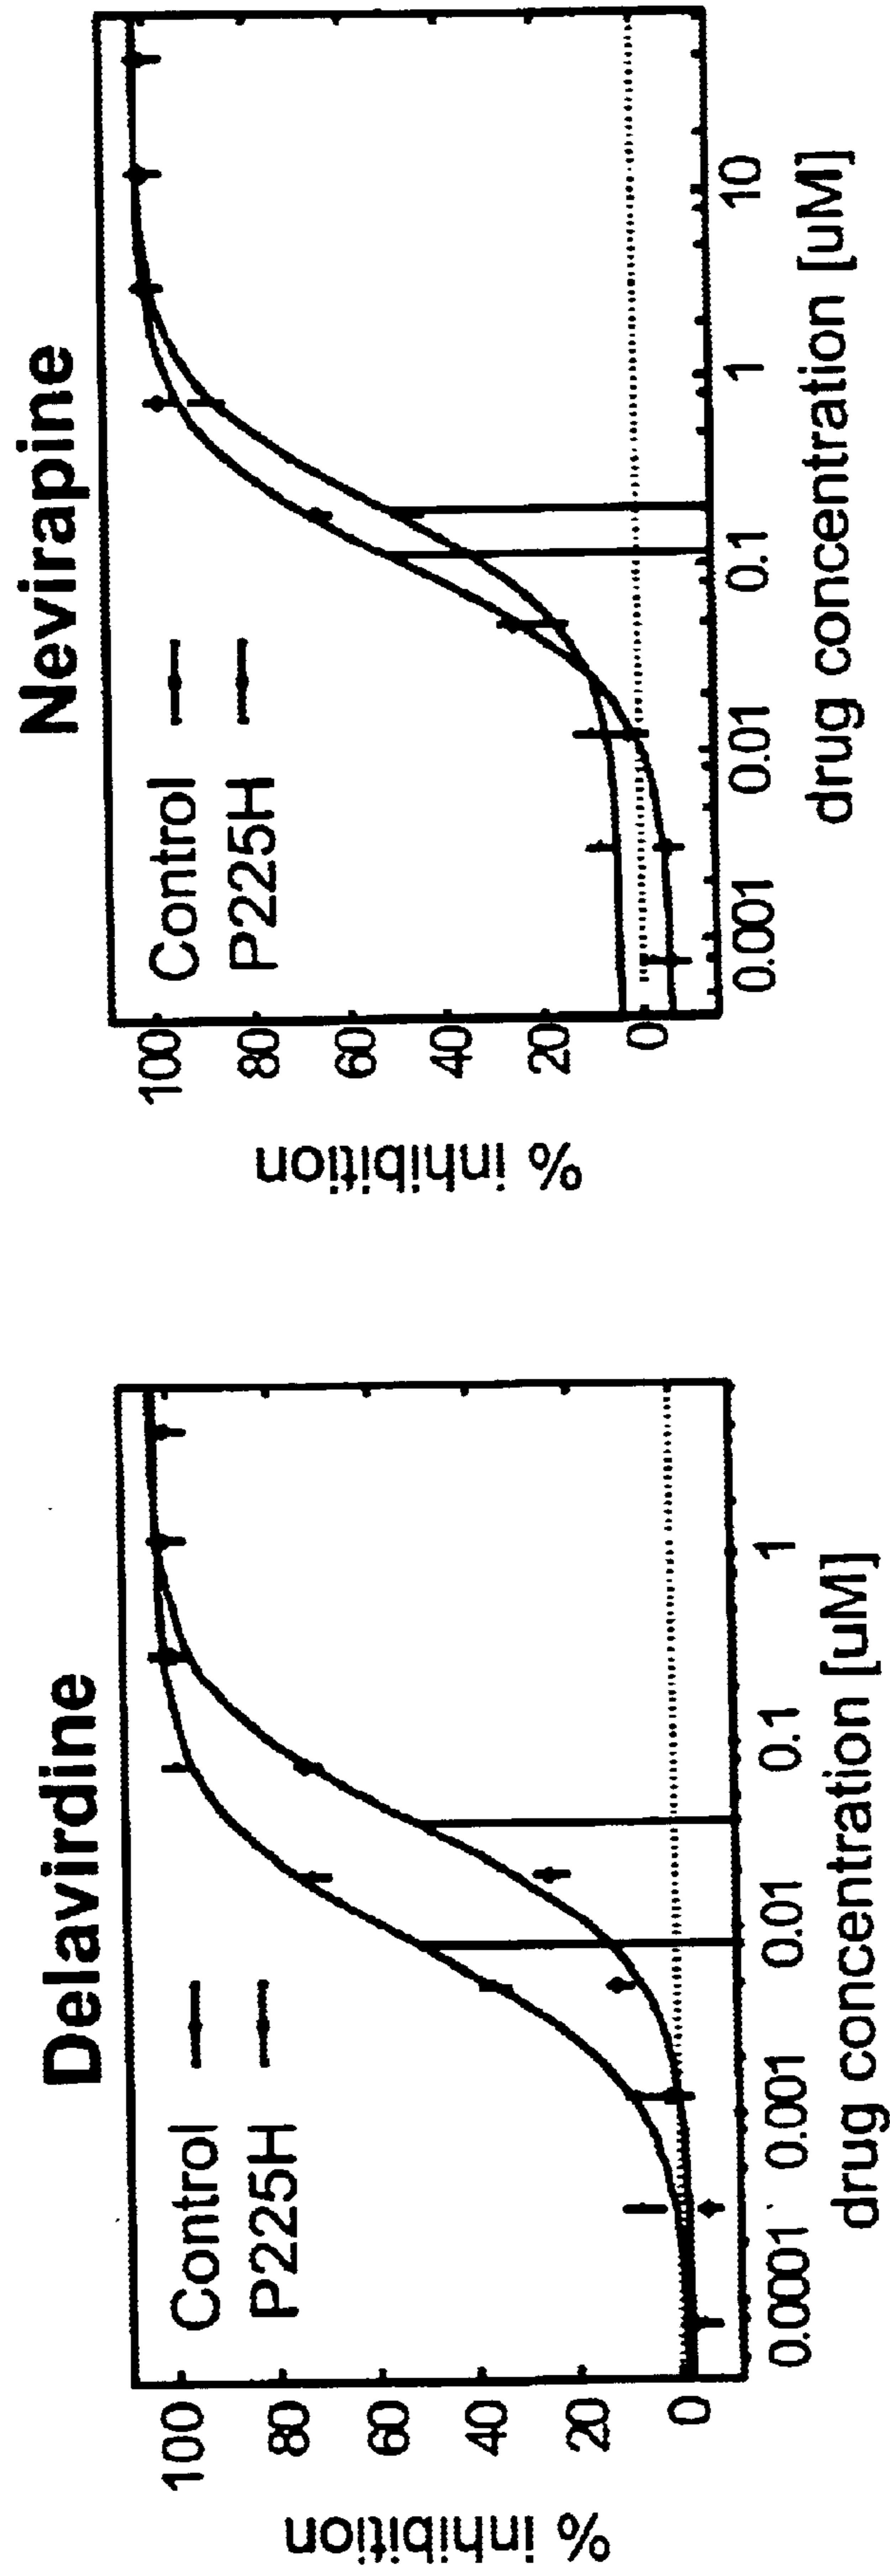 Delavirdine
Control
P225H
% inhibition
100
80
60
40
20
0
0.0001 0.001 0.01 0.1 1
drug concentration [uM]
Nevirapine
Control
P225H
% inhibition
100
80
60
40
20
0
0.001 0.01 0.1 1 10
drug concentration [uM]